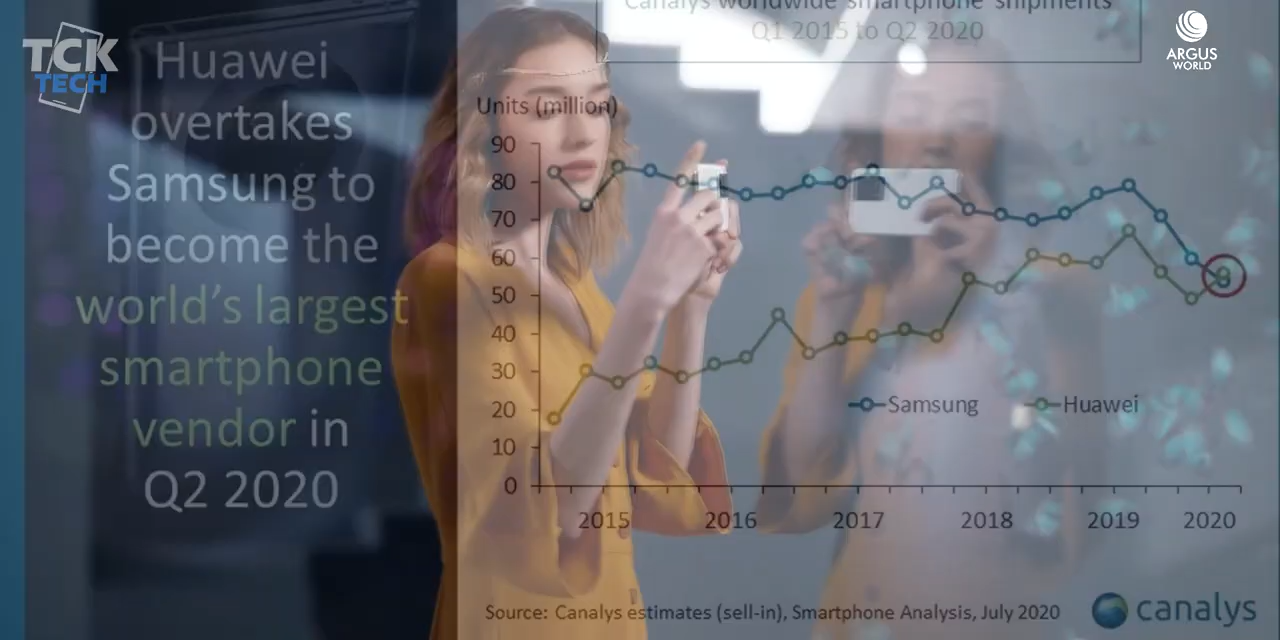 TCK
TECH
Huawei
overtakes
Samsung to
become the
world's largest
smartphone
vendor in
Q2 2020
Canalys worldwide smartphone shipments
Q1 2015 to Q2 2020
ARGUS
WORLD
Units (million)
90
80
70
60
50
40
30
20
10
0
Samsung Huawei
2015 2016 2017 2018 2019 2020
Source: Canalys estimates (sell-in), Smartphone Analysis, July 2020
canalys